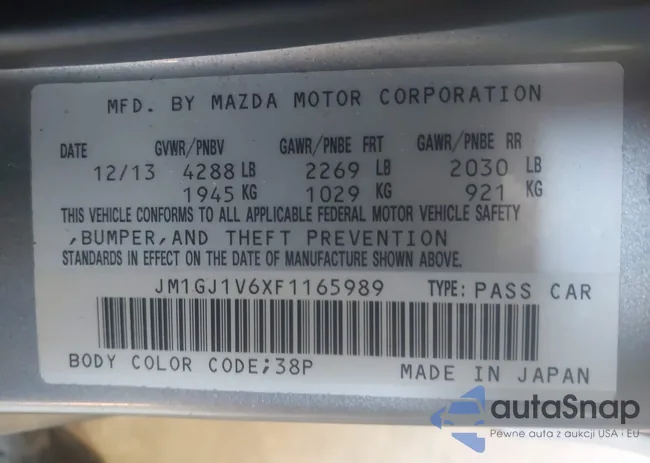 MFD. BY MAZDA MOTOR CORPORATION
DATE GVWR/PNBV GAWR/PNBE FRT GAWR/PNBE RR
12/13 4288 LB 2269 LB 2030 LB
1945 KG 1029 KG 921 KG
THIS VEHICLE CONFORMS TO ALL APPLICABLE FEDERAL MOTOR VEHICLE SAFETY
,BUMPER,AND THEFT PREVENTION
STANDARDS IN EFFECT ON THE DATE OF MANUFACTURE SHOWN ABOVE.
JM1GJ1V6XF1165989 TYPE: PASS CAR
BODY COLOR CODE;38P MADE IN JAPAN
autaSnap
Pewne auta z aukcji USA i EU